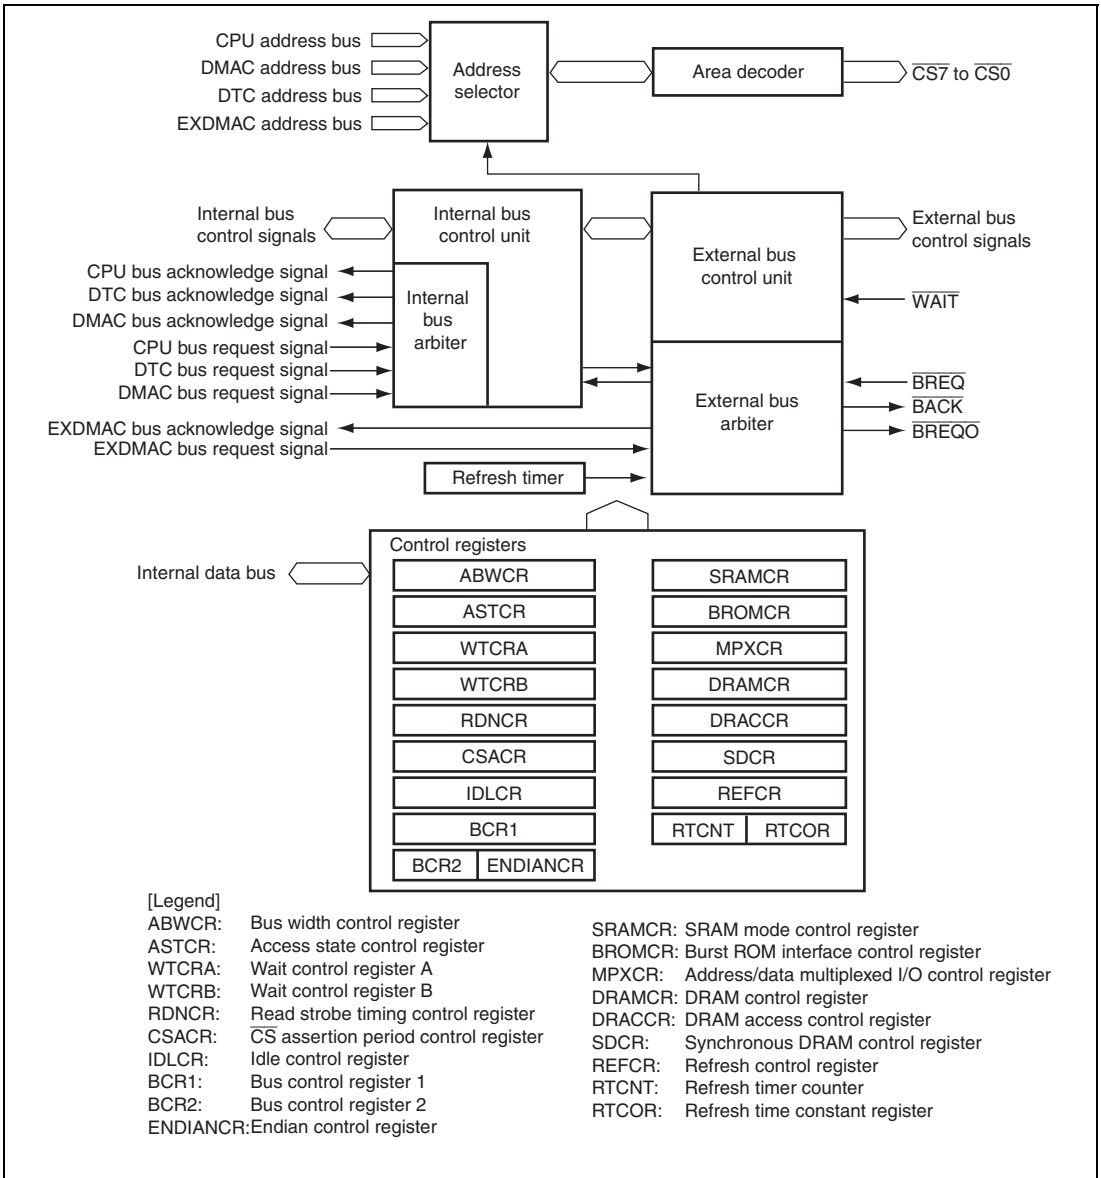 CPU address bus
DMAC address bus
DTC address bus
EXDMAC address bus
Address
selector
Area decoder
CS7 to CS0
Internal bus
control signals
Internal bus
control unit
External bus
control unit
External bus
control signals
CPU bus acknowledge signal
DTC bus acknowledge signal
DMAC bus acknowledge signal
CPU bus request signal
DTC bus request signal
DMAC bus request signal
Internal
bus
arbiter
WAIT
EXDMAC bus acknowledge signal
EXDMAC bus request signal
External bus
arbiter
BREQ
BACK
BREQO
Refresh timer
Internal data bus
Control registers
ABWCR
ASTCR
WTCRA
WTCRB
RDNCR
CSACR
IDLCR
BCR1
BCR2 ENDIANCR
SRAMCR
BROMCR
MPXCR
DRAMCR
DRACCR
SDCR
REFCR
RTCNT RTCOR
[Legend]
ABWCR: Bus width control register
ASTCR: Access state control register
WTCRA: Wait control register A
WTCRB: Wait control register B
RDNCR: Read strobe timing control register
CSACR: CS assertion period control register
IDLCR: Idle control register
BCR1: Bus control register 1
BCR2: Bus control register 2
ENDIANCR:Endian control register
SRAMCR: SRAM mode control register
BROMCR: Burst ROM interface control register
MPXCR: Address/data multiplexed I/O control register
DRAMCR: DRAM control register
DRACCR: DRAM access control register
SDCR: Synchronous DRAM control register
REFCR: Refresh control register
RTCNT: Refresh timer counter
RTCOR: Refresh time constant register